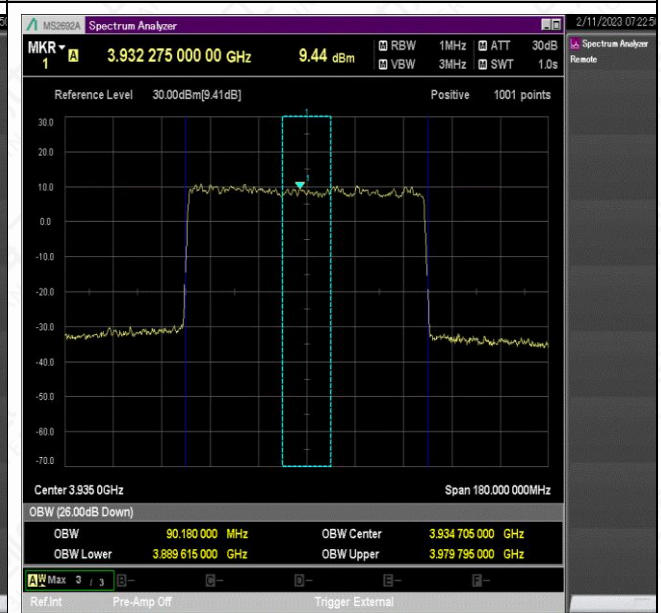 MS2692A Spectrum Analyzer
2/11/2023 07:22:5
MKR 1 A 3.932 275 000 00 GHz 9.44 dBm M RBW 1MHz M ATT 30dB
M VBW 3MHz M SWT 1.0s
Spectrum Analyzer
Remote
Reference Level 30.00dBm[9.41dB] Positive 1001 points
1
30.0
20.0
10.0
1
0.0
-10.0
-20.0
-30.0
-40.0
-50.0
-60.0
-70.0
Center 3.935 0GHz Span 180.000 000MHz
OBW (26.00dB Down)
OBW 90.180 000 MHz OBW Center 3.934 705 000 GHz
OBW Lower 3.889 615 000 GHz OBW Upper 3.979 795 000 GHz
A W Max 3 / 3 B- C- D- E- F-
Ref.Int Pre-Amp Off Trigger External